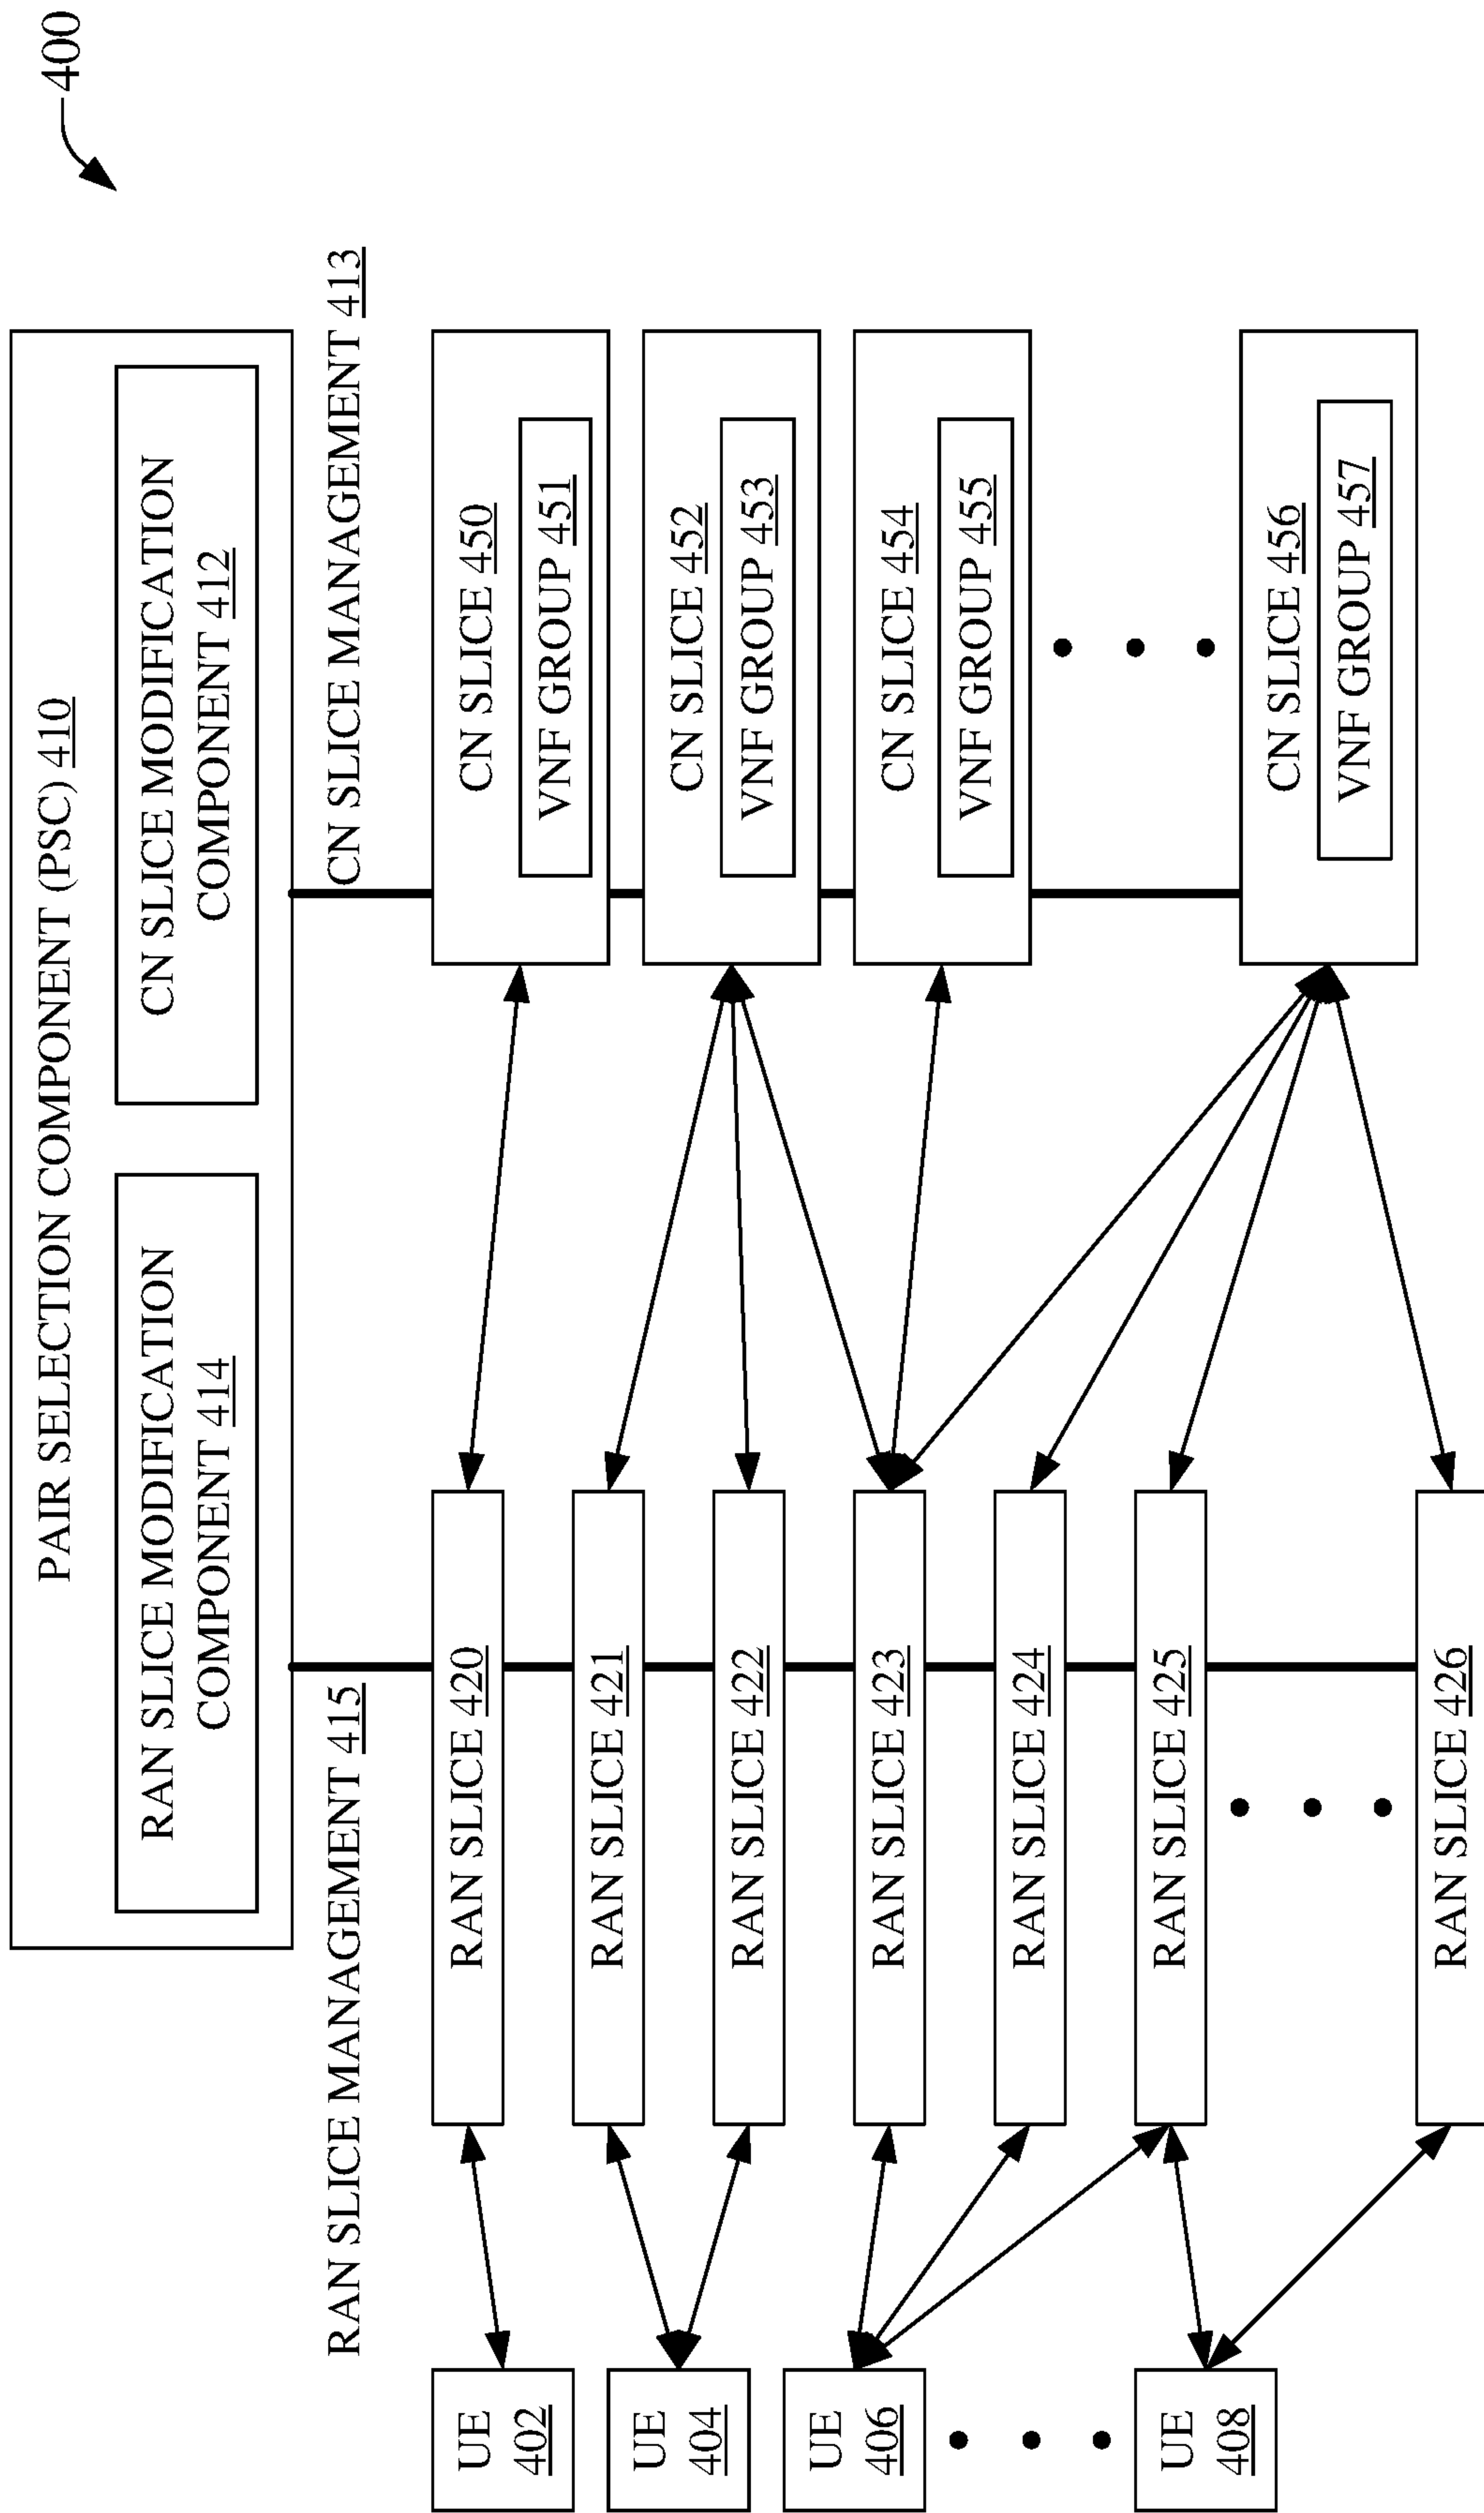 400
PAIR SELECTION COMPONENT (PSC) 410
RAN SLICE MODIFICATION
COMPONENT 414
CN SLICE MODIFICATION
COMPONENT 412
RAN SLICE MANAGEMENT 415
CN SLICE MANAGEMENT 413
UE
402
UE
404
UE
406
UE
408
RAN SLICE 420
RAN SLICE 421
RAN SLICE 422
RAN SLICE 423
RAN SLICE 424
RAN SLICE 425
RAN SLICE 426
CN SLICE 450
VNF GROUP 451
CN SLICE 452
VNF GROUP 453
CN SLICE 454
VNF GROUP 455
CN SLICE 456
VNF GROUP 457